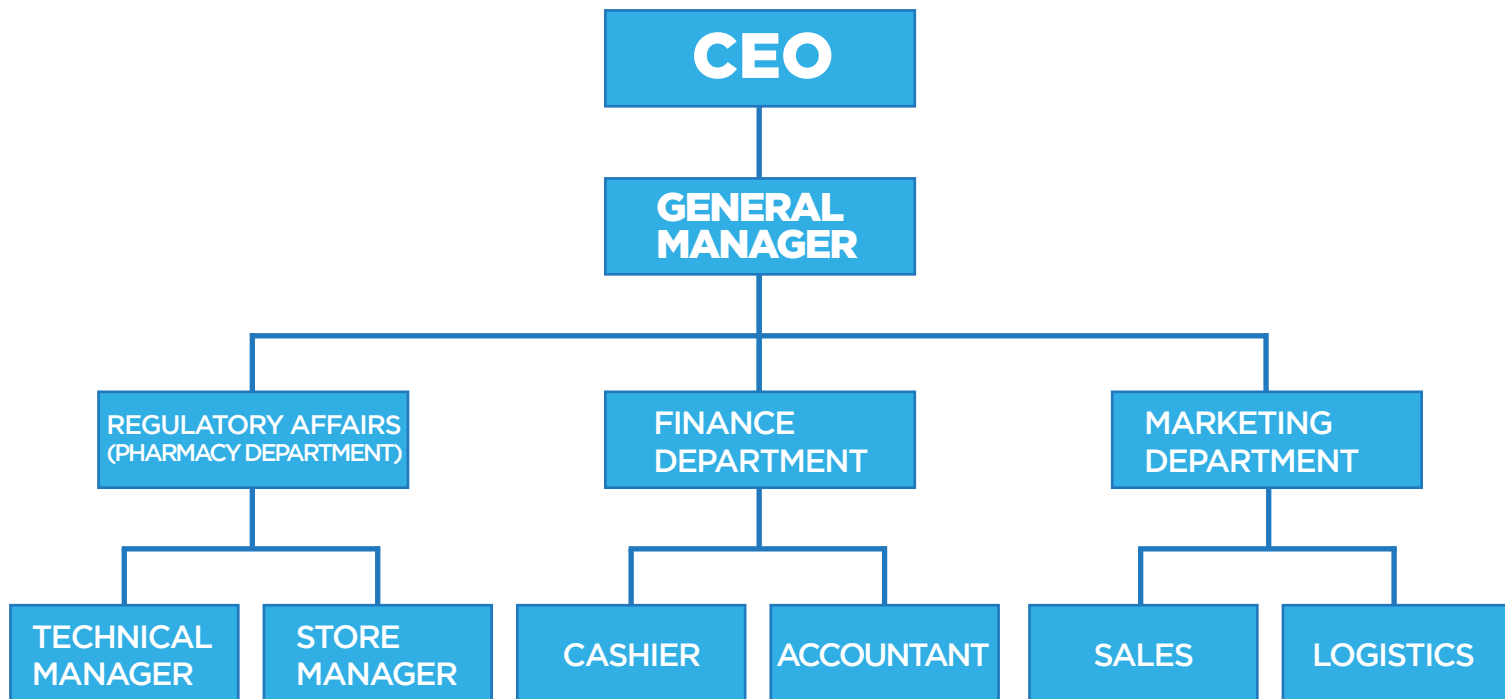 CEO
GENERAL
MANAGER
REGULATORY AFFAIRS
(PHARMACY DEPARTMENT)
FINANCE
DEPARTMENT
MARKETING
DEPARTMENT
TECHNICAL
MANAGER
STORE
MANAGER
CASHIER
ACCOUNTANT
SALES
LOGISTICS